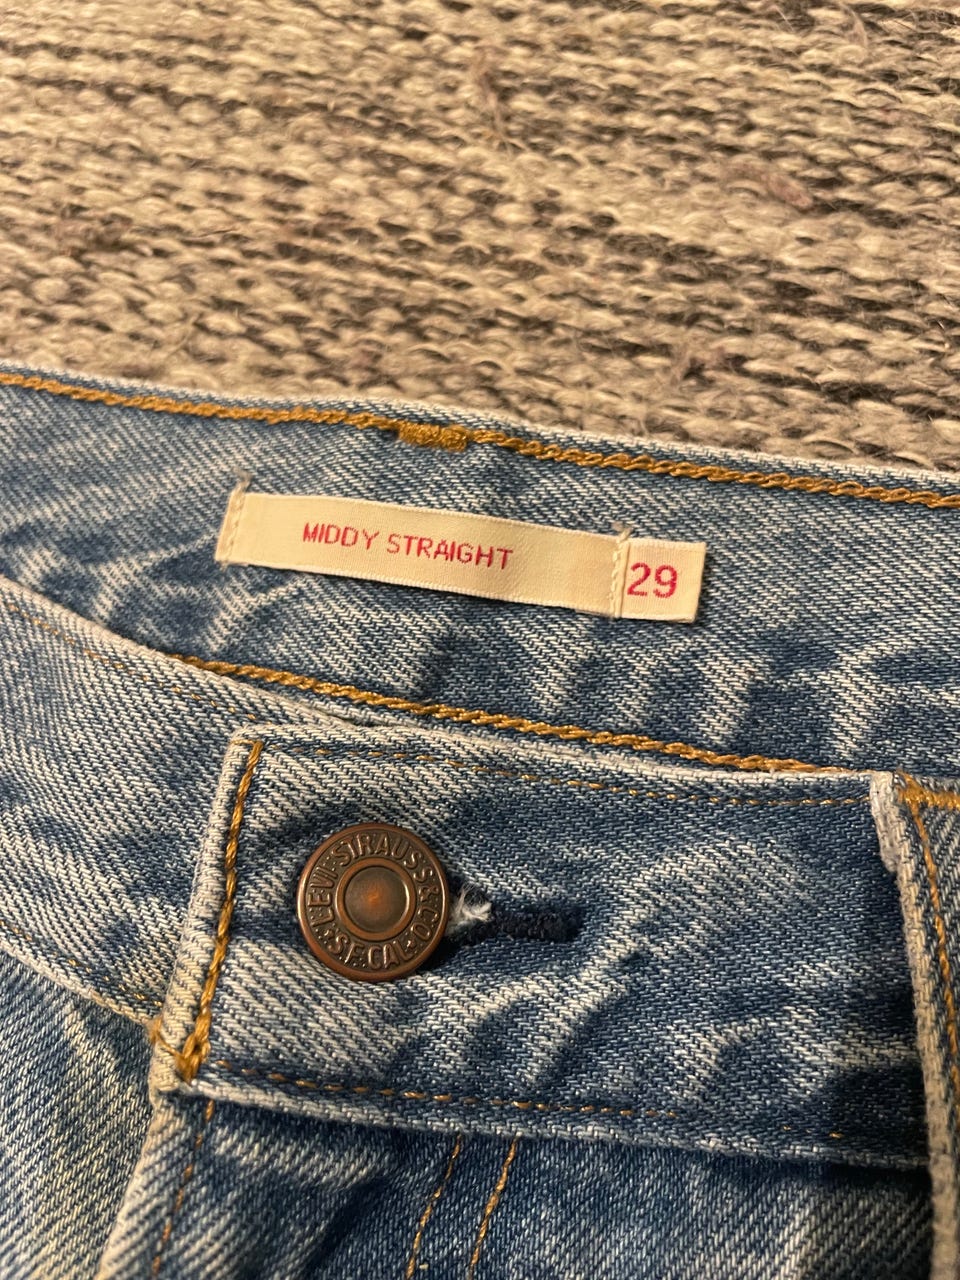 MIDDY STRAIGHT
29
LEVI STRAUSS & CO
S.F. CAL